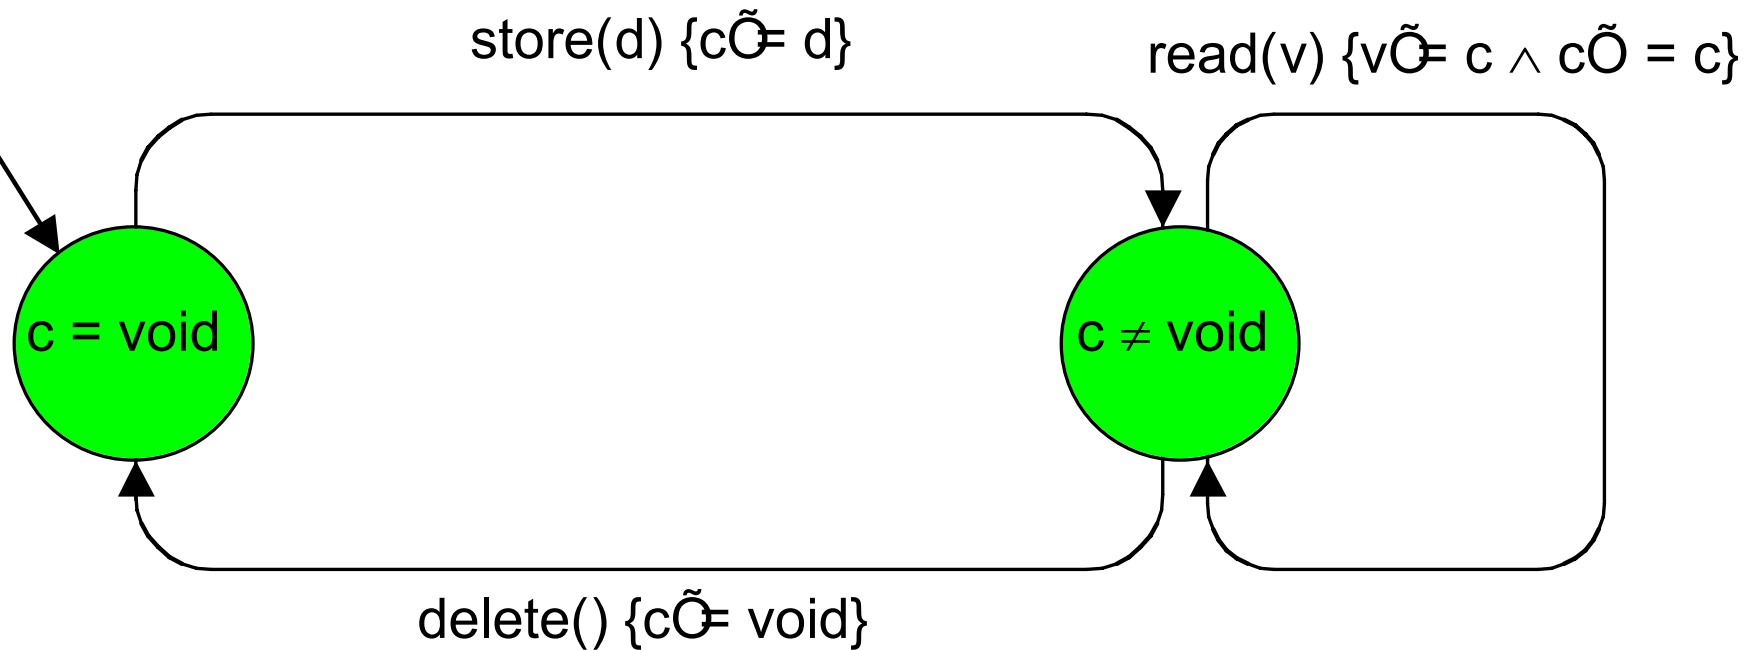 store(d) {cÕ= d}
read(v) {vÕ= c ∧ cÕ = c}
c = void
c ≠ void
delete() {cÕ= void}